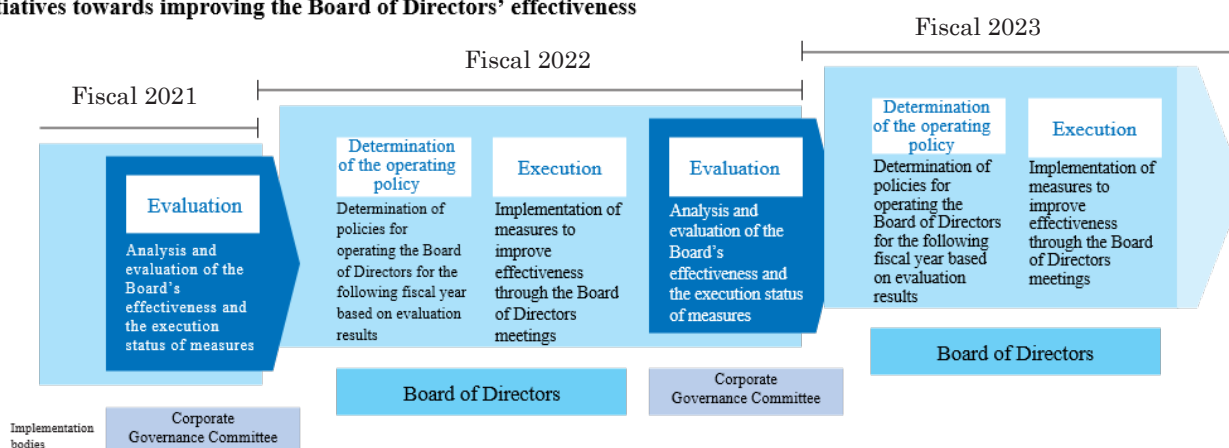 tiatives towards improving the Board of Directors' effectiveness
Fiscal 2021
Fiscal 2022
Fiscal 2023
Evaluation
Analysis and
evaluation of the
Board's
effectiveness and
the execution
status of measures
Determination
of the operating
policy
Determination of
policies for
operating the Board
of Directors for the
following fiscal year
based on evaluation
results
Execution
Implementation of
measures to
improve
effectiveness
through the Board
of Directors
meetings
Evaluation
Analysis and
evaluation of the
Board's
effectiveness and
the execution status
of measures
Determination
of the operating
policy
Determination of
policies for
operating the
Board of Directors
for the following
fiscal year based
on evaluation
results
Execution
Implementation of
measures to
improve
effectiveness
through the Board
of Directors
meetings
Implementation
bodies
Corporate
Governance Committee
Board of Directors
Corporate
Governance Committee
Board of Directors